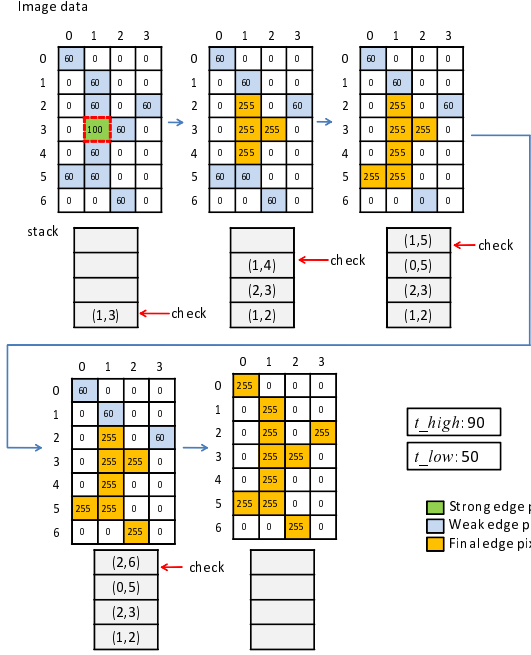 Image data
0 1 2 3
0 60 0 0 0
1 0 60 0 0
2 0 60 0 60
3 0 100 60 0
4 0 60 0 0
5 60 60 0 0
6 0 0 60 0
0 1 2 3
0 60 0 0 0
1 0 60 0 0
2 0 255 0 60
3 0 255 255 0
4 0 255 0 0
5 60 60 0 0
6 0 0 60 0
0 1 2 3
0 60 0 0 0
1 0 60 0 0
2 0 255 0 60
3 0 255 255 0
4 0 255 0 0
5 255 255 0 0
6 0 0 0 0
stack
(1,3) check
(1,4) check
(2,3)
(1,2)
(1,5) check
(0,5)
(2,3)
(1,2)
0 1 2 3
0 60 0 0 0
1 0 60 0 0
2 0 255 0 60
3 0 255 255 0
4 0 255 0 0
5 255 255 0 0
6 0 0 255 0
0 1 2 3
0 255 0 0 0
1 0 255 0 0
2 0 255 0 255
3 0 255 255 0
4 0 255 0 0
5 255 255 0 0
6 0 0 255 0
(2,6) check
(0,5)
(2,3)
(1,2)
t_high: 90
t_low: 50
Strong edge p
Weak edge p
Final edge pix